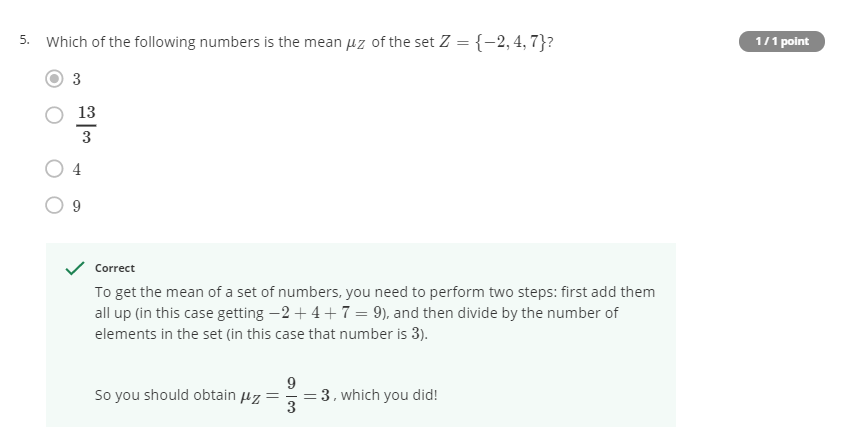 5. Which of the following numbers is the mean μ_Z of the set Z = {−2, 4, 7}?
1 / 1 point
3
13/3
4
9
Correct
To get the mean of a set of numbers, you need to perform two steps: first add them
all up (in this case getting −2 + 4 + 7 = 9), and then divide by the number of
elements in the set (in this case that number is 3).
So you should obtain μ_Z = 9/3 = 3, which you did!